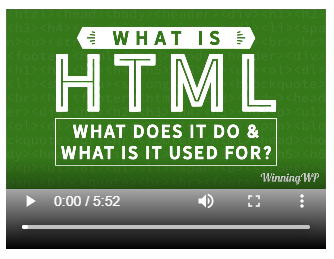 WHAT IS
HTML
WHAT DOES IT DO &
WHAT IS IT USED FOR?
WinningWP
0:00 / 5:52